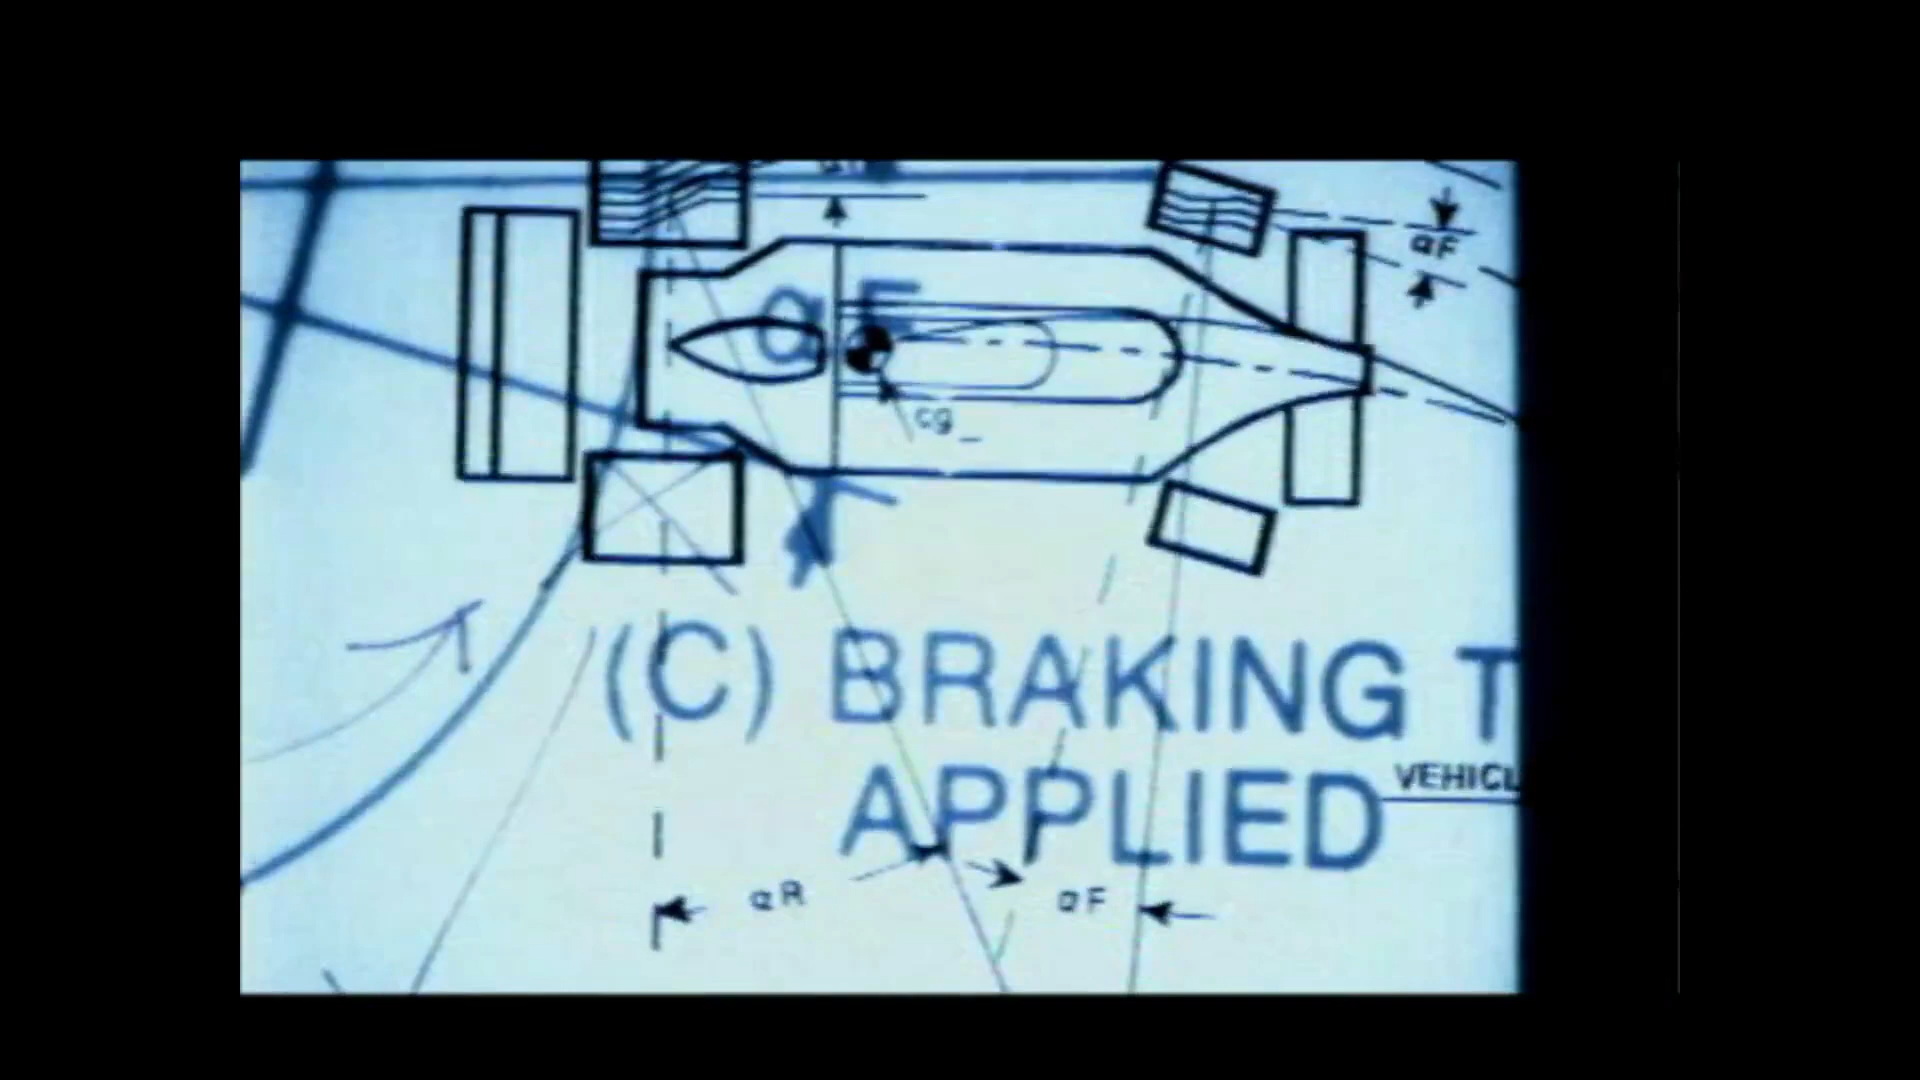 αF
αF
cg
(C) BRAKING T
APPLIED
VEHICL
αR
αF